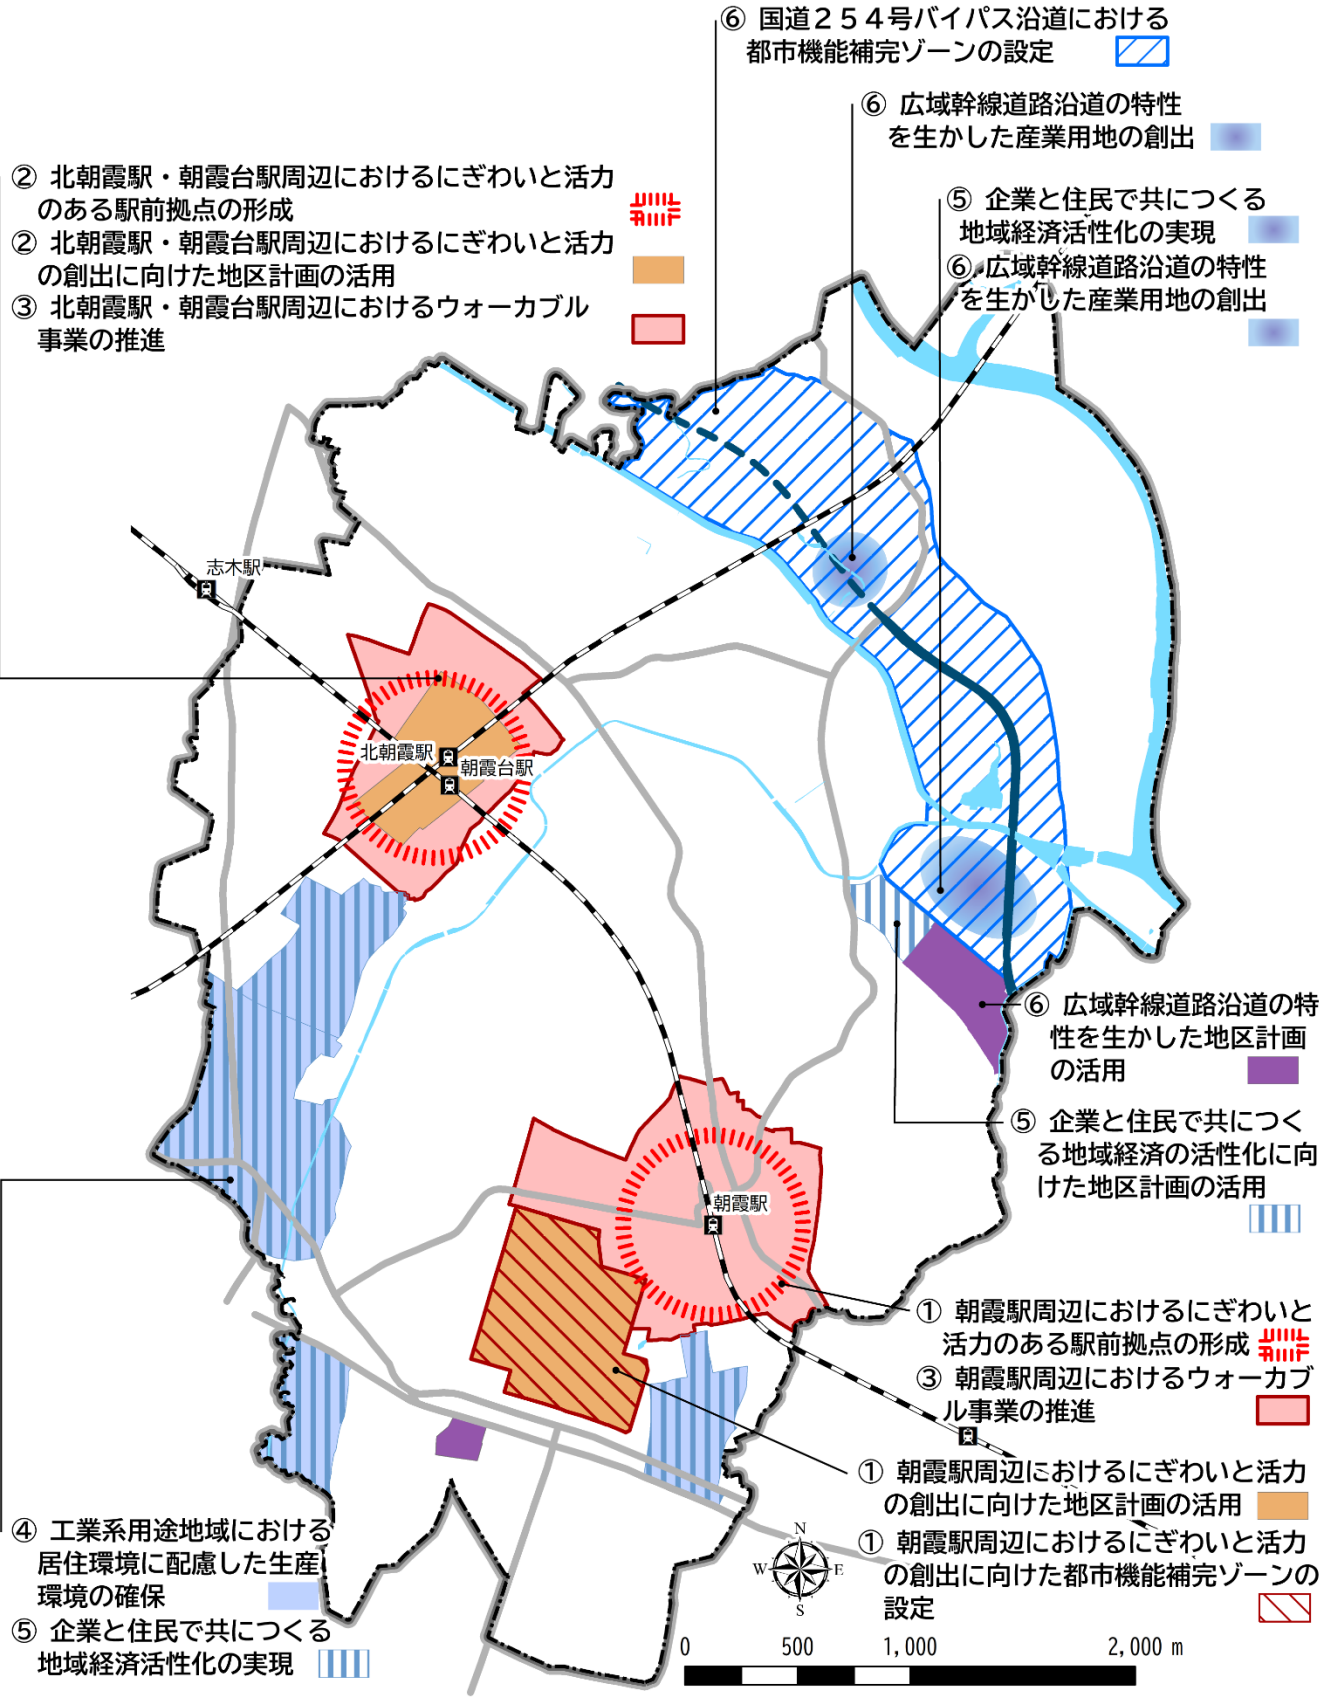 ⑥ 国道254号バイパス沿道における
都市機能補完ゾーンの設定
⑥ 広域幹線道路沿道の特性
を生かした産業用地の創出
② 北朝霞駅・朝霞台駅周辺におけるにぎわいと活力
のある駅前拠点の形成
② 北朝霞駅・朝霞台駅周辺におけるにぎわいと活力
の創出に向けた地区計画の活用
③ 北朝霞駅・朝霞台駅周辺におけるウォーカブル
事業の推進
⑤ 企業と住民で共につくる
地域経済活性化の実現
⑥ 広域幹線道路沿道の特性
を生かした産業用地の創出
志木駅
北朝霞駅
朝霞台駅
⑥ 広域幹線道路沿道の特
性を生かした地区計画
の活用
⑤ 企業と住民で共につく
る地域経済の活性化に向
けた地区計画の活用
朝霞駅
① 朝霞駅周辺におけるにぎわいと
活力のある駅前拠点の形成
③ 朝霞駅周辺におけるウォーカブ
ル事業の推進
① 朝霞駅周辺におけるにぎわいと活力
の創出に向けた地区計画の活用
① 朝霞駅周辺におけるにぎわいと活力
の創出に向けた都市機能補完ゾーンの
設定
④ 工業系用途地域における
居住環境に配慮した生産
環境の確保
⑤ 企業と住民で共につくる
地域経済活性化の実現
N
W E
S
0 500 1,000 2,000 m